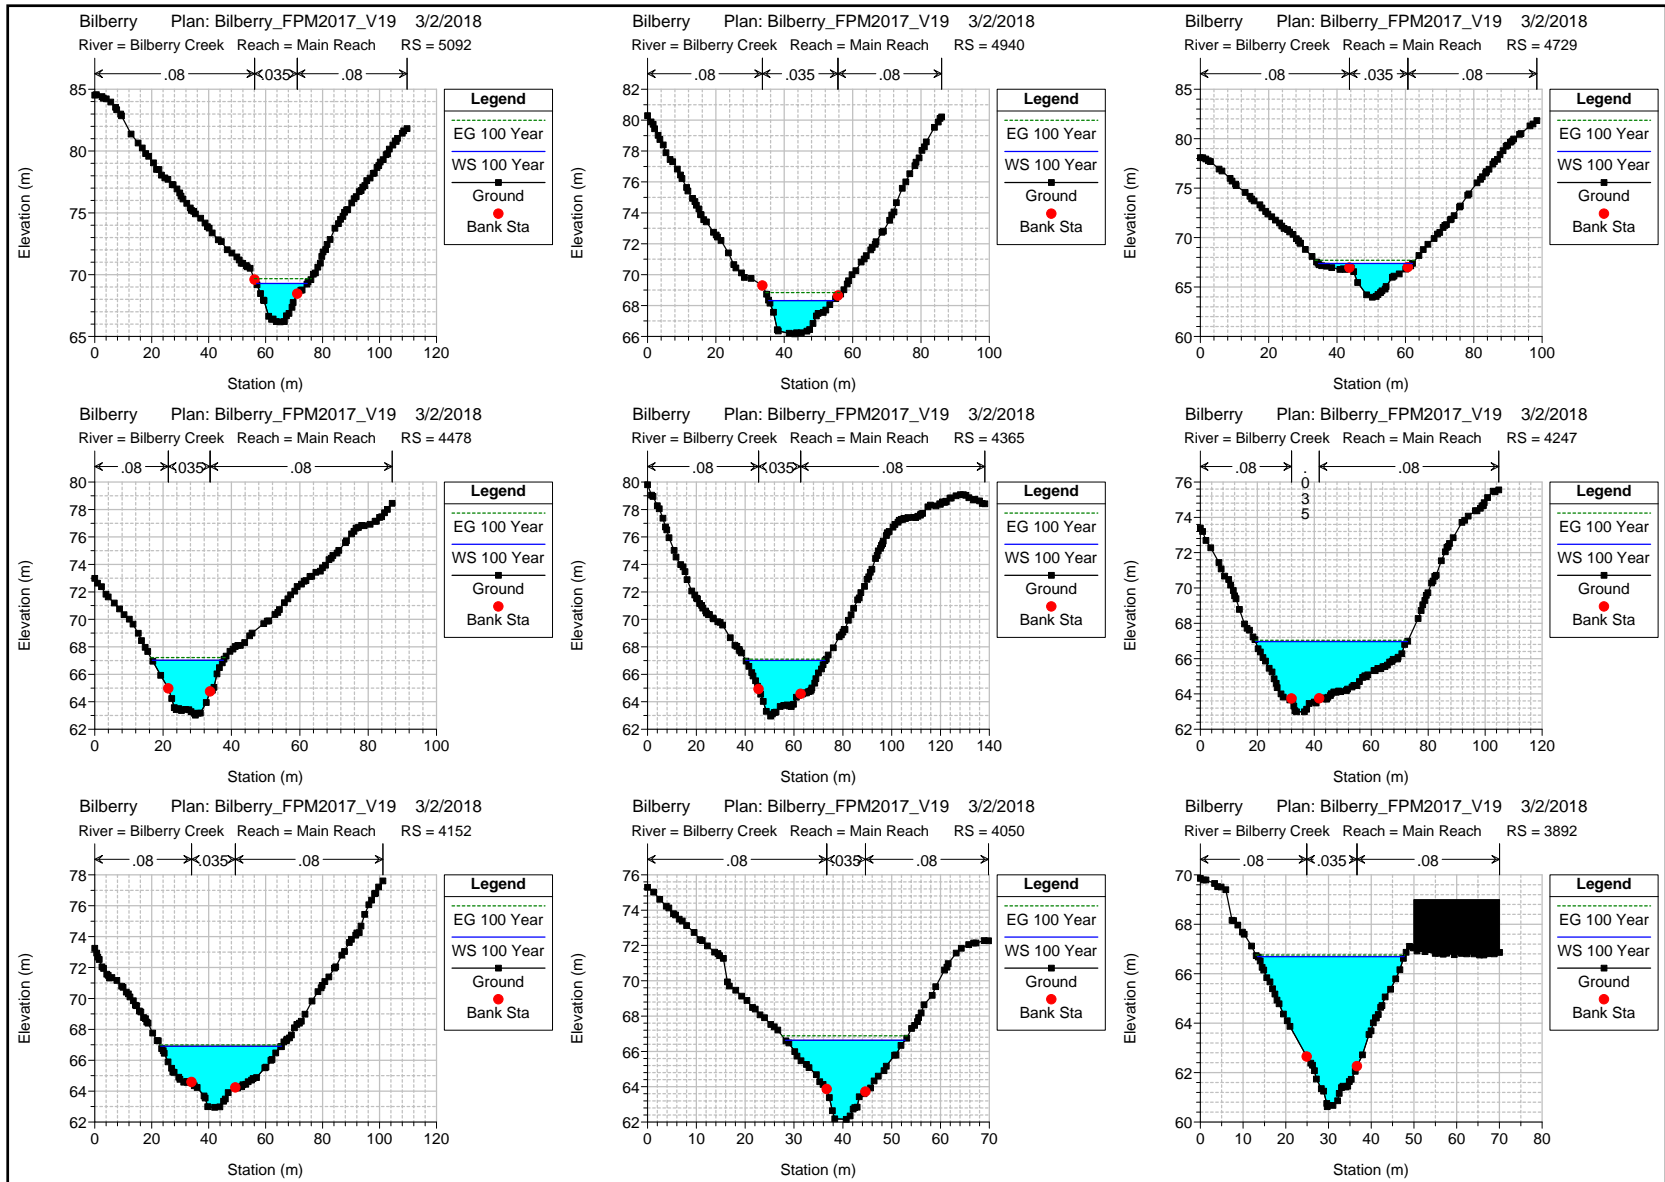 Bilberry Plan: Bilberry_FPM2017_V19 3/2/2018
River = Bilberry Creek Reach = Main Reach RS = 5092
.08 .035 .08
85
80
75
70
65
0 20 40 60 80 100 120
Elevation (m)
Station (m)
Legend
EG 100 Year
WS 100 Year
Ground
Bank Sta
Bilberry Plan: Bilberry_FPM2017_V19 3/2/2018
River = Bilberry Creek Reach = Main Reach RS = 4940
.08 .035 .08
82
80
78
76
74
72
70
68
66
0 20 40 60 80 100
Elevation (m)
Station (m)
Legend
EG 100 Year
WS 100 Year
Ground
Bank Sta
Bilberry Plan: Bilberry_FPM2017_V19 3/2/2018
River = Bilberry Creek Reach = Main Reach RS = 4729
.08 .035 .08
85
80
75
70
65
60
0 20 40 60 80 100
Elevation (m)
Station (m)
Legend
EG 100 Year
WS 100 Year
Ground
Bank Sta
Bilberry Plan: Bilberry_FPM2017_V19 3/2/2018
River = Bilberry Creek Reach = Main Reach RS = 4478
.08 .035 .08
80
78
76
74
72
70
68
66
64
62
0 20 40 60 80 100
Elevation (m)
Station (m)
Legend
EG 100 Year
WS 100 Year
Ground
Bank Sta
Bilberry Plan: Bilberry_FPM2017_V19 3/2/2018
River = Bilberry Creek Reach = Main Reach RS = 4365
.08 .035 .08
80
78
76
74
72
70
68
66
64
62
0 20 40 60 80 100 120 140
Elevation (m)
Station (m)
Legend
EG 100 Year
WS 100 Year
Ground
Bank Sta
Bilberry Plan: Bilberry_FPM2017_V19 3/2/2018
River = Bilberry Creek Reach = Main Reach RS = 4247
.08 .035 .08
76
74
72
70
68
66
64
62
0 20 40 60 80 100 120
Elevation (m)
Station (m)
Legend
EG 100 Year
WS 100 Year
Ground
Bank Sta
Bilberry Plan: Bilberry_FPM2017_V19 3/2/2018
River = Bilberry Creek Reach = Main Reach RS = 4152
.08 .035 .08
78
76
74
72
70
68
66
64
62
0 20 40 60 80 100 120
Elevation (m)
Station (m)
Legend
EG 100 Year
WS 100 Year
Ground
Bank Sta
Bilberry Plan: Bilberry_FPM2017_V19 3/2/2018
River = Bilberry Creek Reach = Main Reach RS = 4050
.08 .035 .08
76
74
72
70
68
66
64
62
0 10 20 30 40 50 60 70
Elevation (m)
Station (m)
Legend
EG 100 Year
WS 100 Year
Ground
Bank Sta
Bilberry Plan: Bilberry_FPM2017_V19 3/2/2018
River = Bilberry Creek Reach = Main Reach RS = 3892
.08 .035 .08
70
68
66
64
62
60
0 10 20 30 40 50 60 70 80
Elevation (m)
Station (m)
Legend
EG 100 Year
WS 100 Year
Ground
Bank Sta